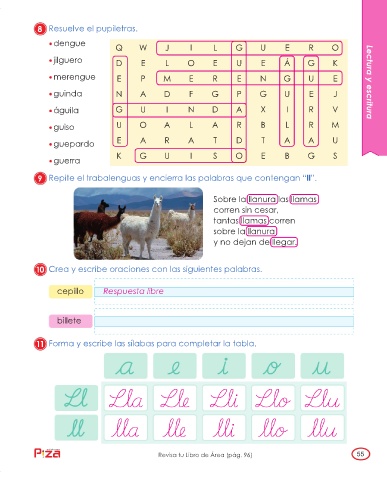 8 Resuelve el pupiletras.
• dengue
• jilguero
• merengue
• guinda
• águila
• guiso
• guepardo
• guerra
Q W J I L G U E R O
D E L O E U E Á G K
E P M E R E N G U E
N A D F G P G U E J
G U I N D A X I R V
U O A L A R B L R M
E A R A T D T A A U
K G U I S O E B G S
Lectura y escritura
9 Repite el trabalenguas y encierra las palabras que contengan "ll".
Sobre la llanura las llamas
corren sin cesar,
tantas llamas corren
sobre la llanura
y no dejan de llegar.
10 Crea y escribe oraciones con las siguientes palabras.
cepillo Respuesta libre
billete
11 Forma y escribe las sílabas para completar la tabla.
a e i o u
Ll Lla Lle Lli Llo Llu
ll lla lle lli llo llu
Pizza
Revisa tu Libro de Área (pág. 96)
55